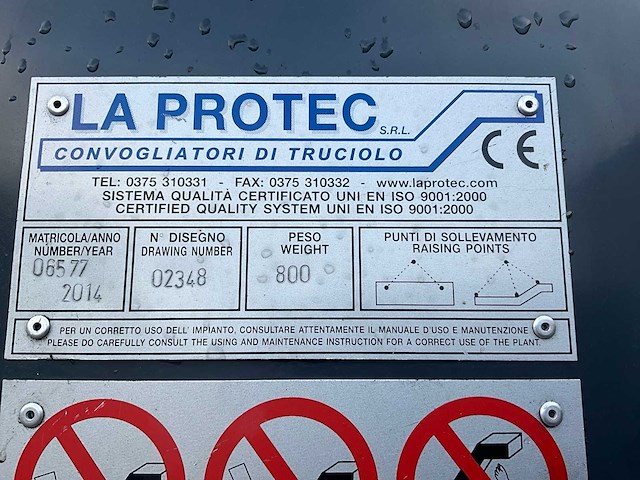 LA PROTEC S.R.L.
CONVOGLIATORI DI TRUCIOLO
CE
TEL: 0375 310331 - FAX: 0375 310332 - www.laprotec.com
SISTEMA QUALITÀ CERTIFICATO UNI EN ISO 9001:2000
CERTIFIED QUALITY SYSTEM UNI EN ISO 9001:2000
MATRICOLA/ANNO
NUMBER/YEAR
06577
2014
N° DISEGNO
DRAWING NUMBER
02348
PESO
WEIGHT
800
PUNTI DI SOLLEVAMENTO
RAISING POINTS
PER UN CORRETTO USO DELL' IMPIANTO, CONSULTARE ATTENTAMENTE IL MANUALE D'USO E MANUTENZIONE
PLEASE DO CAREFULLY CONSULT THE USING AND MAINTENANCE INSTRUCTION FOR A CORRECT USE OF THE PLANT.